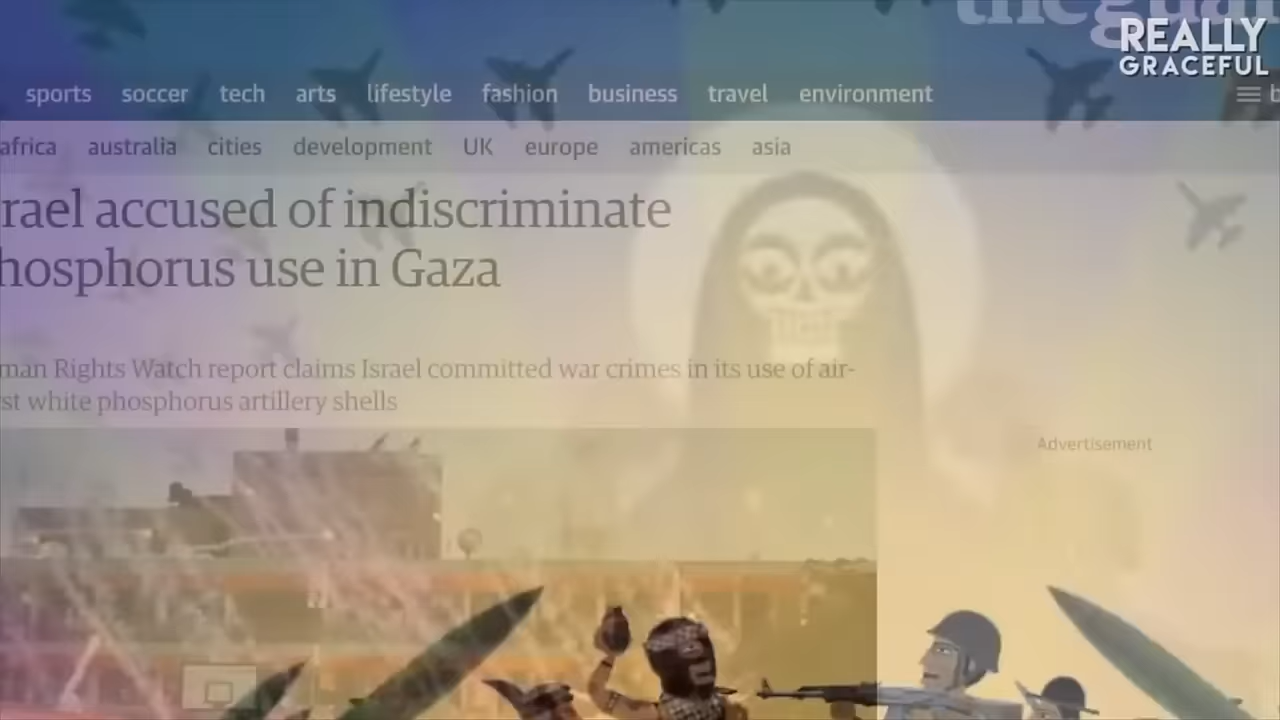 thegua
REALLY
GRACEFUL
sports soccer tech arts lifestyle fashion business travel environment
africa australia cities development UK europe americas asia
rael accused of indiscriminate
hosphorus use in Gaza
man Rights Watch report claims Israel committed war crimes in its use of air-
rst white phosphorus artillery shells
Advertisement